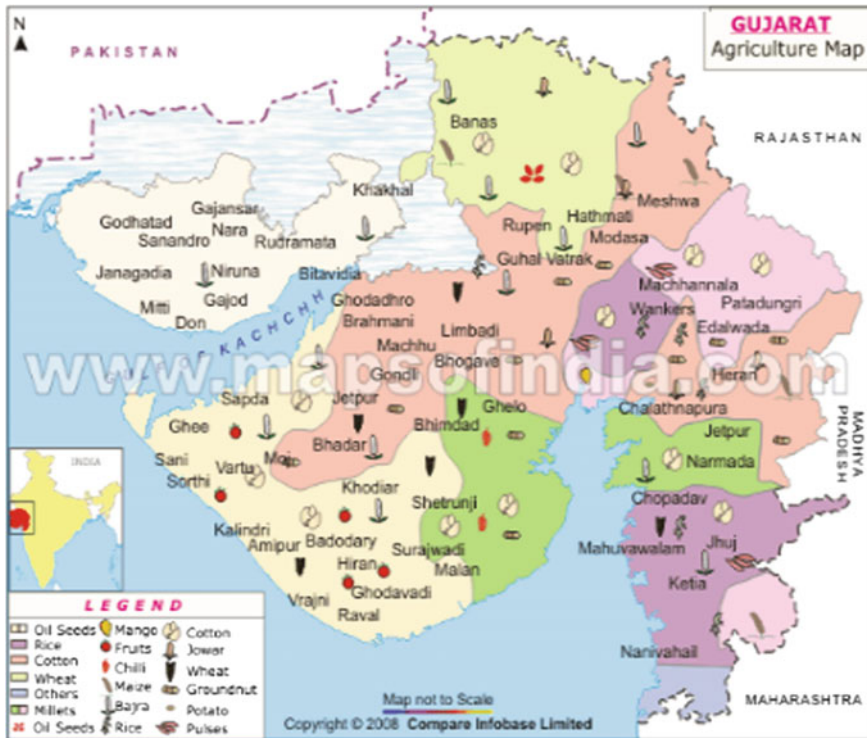 N
GUJARAT
Agriculture Map
PAKISTAN
RAJASTHAN
Banas
Khakhal
Meshwa
Gajansar
Godhatad
Nara
Sanandro
Rudramata
Rupen
Hathmati
Modasa
Guhal Vatrak
Janagadia
Niruna
Bitavidia
Machhannala
Gajod
Ghodadhro
Wankers
Patadungri
Mitti
Don
Brahmani
Limbadi
Edalwada
GULF OF KACHCHH
Machhu
Bhogave
www.mapsofindia.com
Gondli
Heran
Sapda
Jetpur
Ghelo
Chalathnapura
Ghee
Bhimdad
Jetpur
MADHYA
PRADESH
Bhadar
INDIA
Sani
Vartu
Moj
Narmada
Sorthi
Khodiar
Shetrunji
Chopadav
Kalindri
Amipur
Badodary
Surajwadi
Mahuvawalam
Jhuj
Hiran
Malan
Ketia
Vrajni
Ghodavadi
Raval
Nanivahail
MAHARASHTRA
LEGEND
Oil Seeds Mango Cotton
Rice Fruits Jowar
Cotton Chilli Wheat
Wheat Maize Groundnut
Others Bajra Potato
Millets Rice Pulses
Oil Seeds
Map not to Scale
Copyright © 2008 Compare Infobase Limited